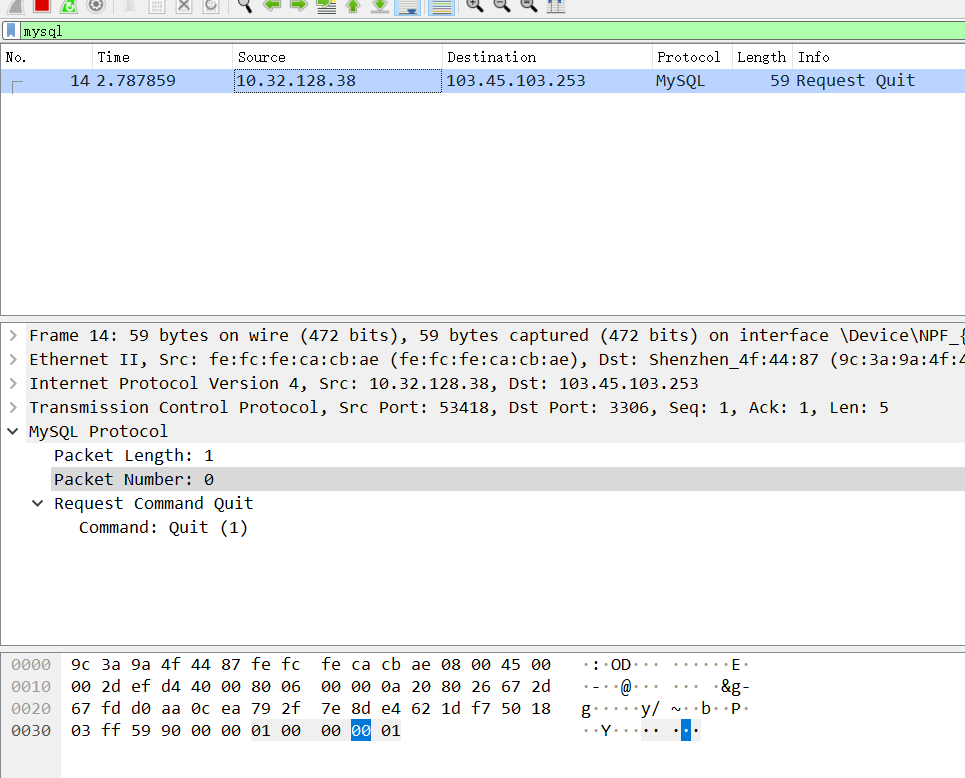 mysql
No. Time Source Destination Protocol Length Info
14 2.787859 10.32.128.38 103.45.103.253 MySQL 59 Request Quit
Frame 14: 59 bytes on wire (472 bits), 59 bytes captured (472 bits) on interface \Device\NPF_{
Ethernet II, Src: fe:fc:fe:ca:cb:ae (fe:fc:fe:ca:cb:ae), Dst: Shenzhen_4f:44:87 (9c:3a:9a:4f:4
Internet Protocol Version 4, Src: 10.32.128.38, Dst: 103.45.103.253
Transmission Control Protocol, Src Port: 53418, Dst Port: 3306, Seq: 1, Ack: 1, Len: 5
MySQL Protocol
Packet Length: 1
Packet Number: 0
Request Command Quit
Command: Quit (1)
0000 9c 3a 9a 4f 44 87 fe fc fe ca cb ae 08 00 45 00 ·:·OD··· ······E·
0010 00 2d ef d4 40 00 80 06 00 00 0a 20 80 26 67 2d ·-··@··· ··· ·&g-
0020 67 fd d0 aa 0c ea 79 2f 7e 8d e4 62 1d f7 50 18 g·····y/ ~··b··P·
0030 03 ff 59 90 00 00 01 00 00 00 01 ··Y····· ···